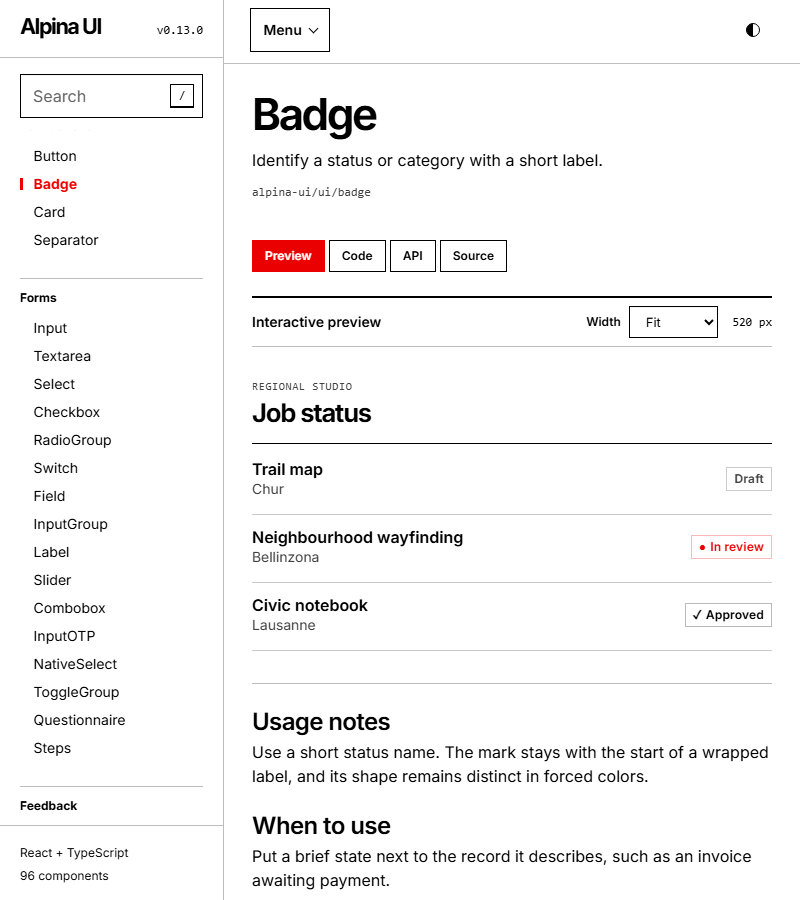 Alpina UI
v0.13.0
Search
/
Button
Badge
Card
Separator
Forms
Input
Textarea
Select
Checkbox
RadioGroup
Switch
Field
InputGroup
Label
Slider
Combobox
InputOTP
NativeSelect
ToggleGroup
Questionnaire
Steps
Feedback
React + TypeScript
96 components
Menu
Badge
Identify a status or category with a short label.
alpina-ui/ui/badge
Preview
Code
API
Source
Interactive preview
Width
Fit
520 px
REGIONAL STUDIO
Job status
Trail map
Chur
Draft
Neighbourhood wayfinding
Bellinzona
● In review
Civic notebook
Lausanne
✓ Approved
Usage notes
Use a short status name. The mark stays with the start of a wrapped
label, and its shape remains distinct in forced colors.
When to use
Put a brief state next to the record it describes, such as an invoice
awaiting payment.